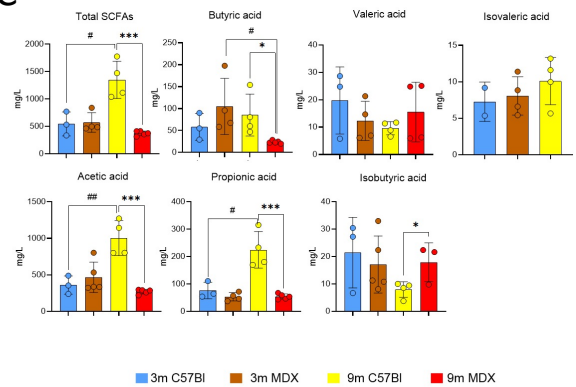 Total SCFAs
Butyric acid
Valeric acid
Isovaleric acid
mg/L
2000
1500
1000
500
0
#
***
mg/L
250
200
150
100
50
0
#
*
mg/L
40
30
20
10
0
mg/L
15
10
5
0
Acetic acid
Propionic acid
Isobutyric acid
mg/L
1500
1000
500
0
##
***
mg/L
400
300
200
100
0
#
***
mg/L
40
30
20
10
0
*
3m C57Bl
3m MDX
9m C57Bl
9m MDX